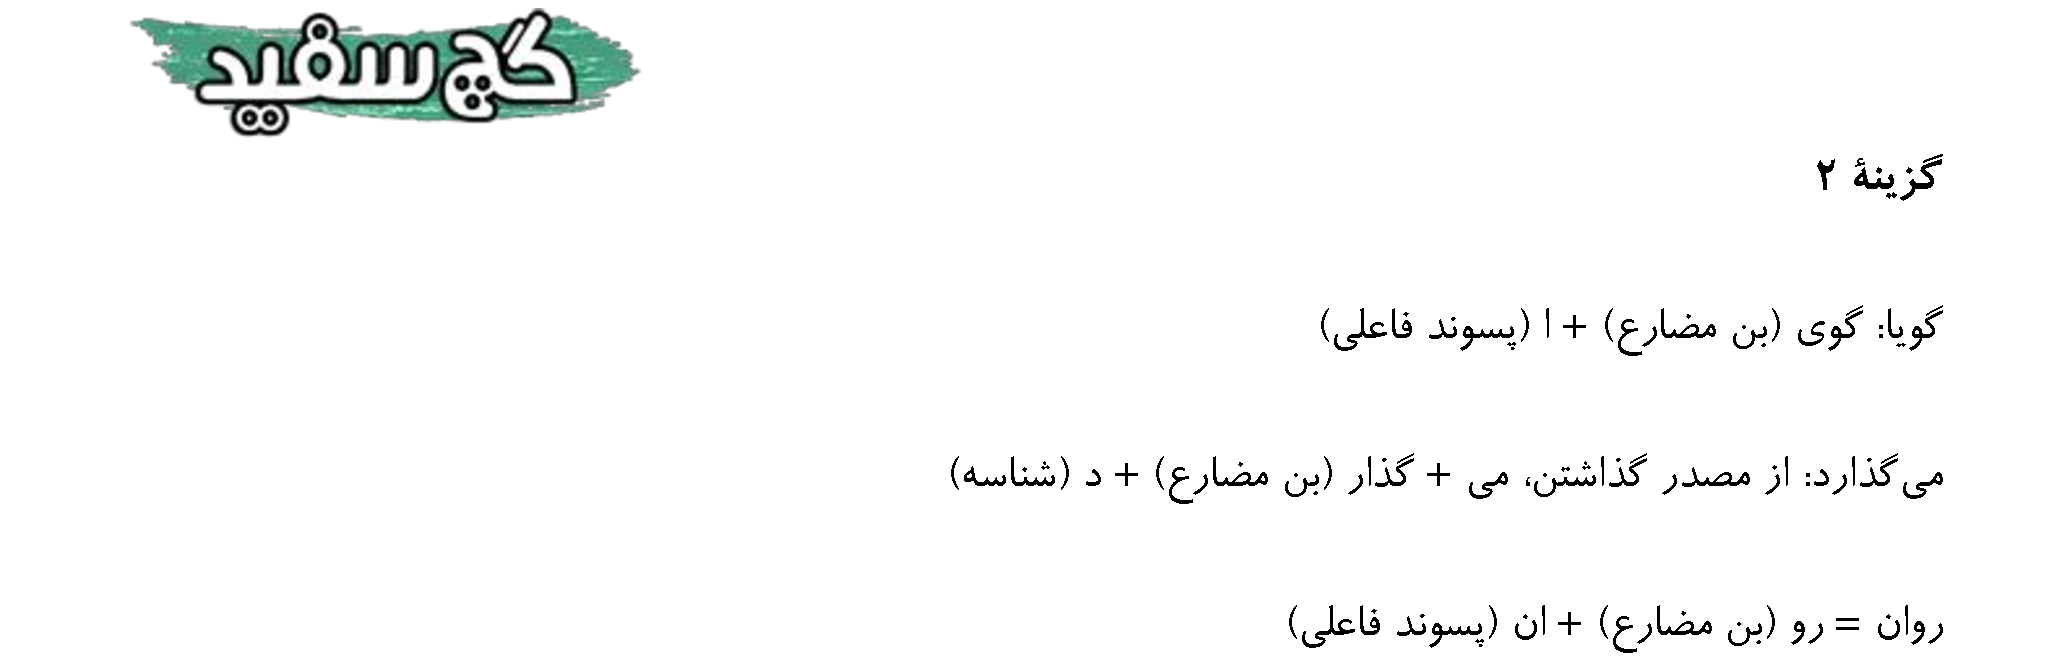 گچ سفید
گزینهٔ ۲
گویا: گوی (بن مضارع) + ا (پسوند فاعلی)
می‌گذارد: از مصدر گذاشتن، می + گذار (بن مضارع) + د (شناسه)
روان = رو (بن مضارع) + ان (پسوند فاعلی)